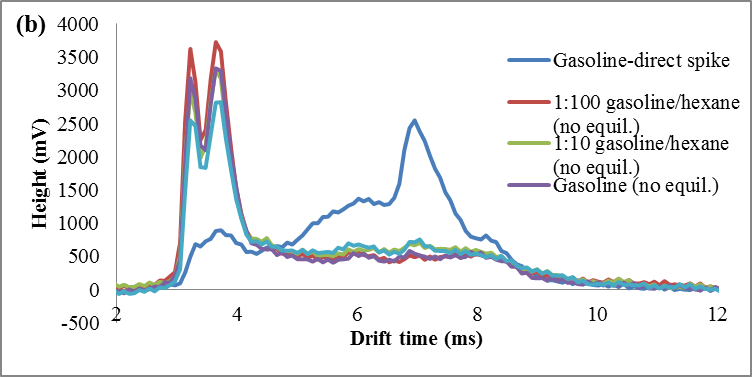 (b)
Height (mV)
4000
3500
3000
2500
2000
1500
1000
500
0
-500
2
4
6
8
10
12
Drift time (ms)
Gasoline-direct spike
1:100 gasoline/hexane
(no equil.)
1:10 gasoline/hexane
(no equil.)
Gasoline (no equil.)